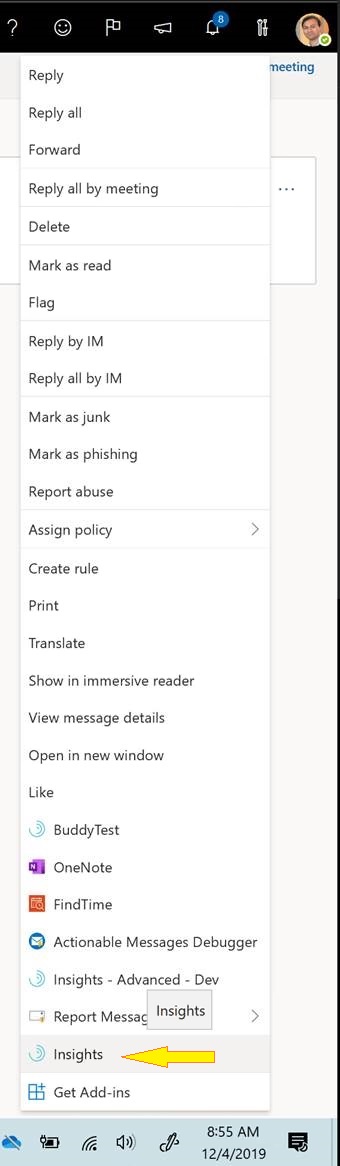 ?
8
meeting
Reply
Reply all
Forward
Reply all by meeting
...
Delete
Mark as read
Flag
Reply by IM
Reply all by IM
Mark as junk
Mark as phishing
Report abuse
Assign policy
Create rule
Print
Translate
Show in immersive reader
View message details
Open in new window
Like
BuddyTest
N OneNote
FindTime
Actionable Messages Debugger
Insights - Advanced - Dev
Report Messag
Insights
Insights
Get Add-ins
8:55 AM
12/4/2019